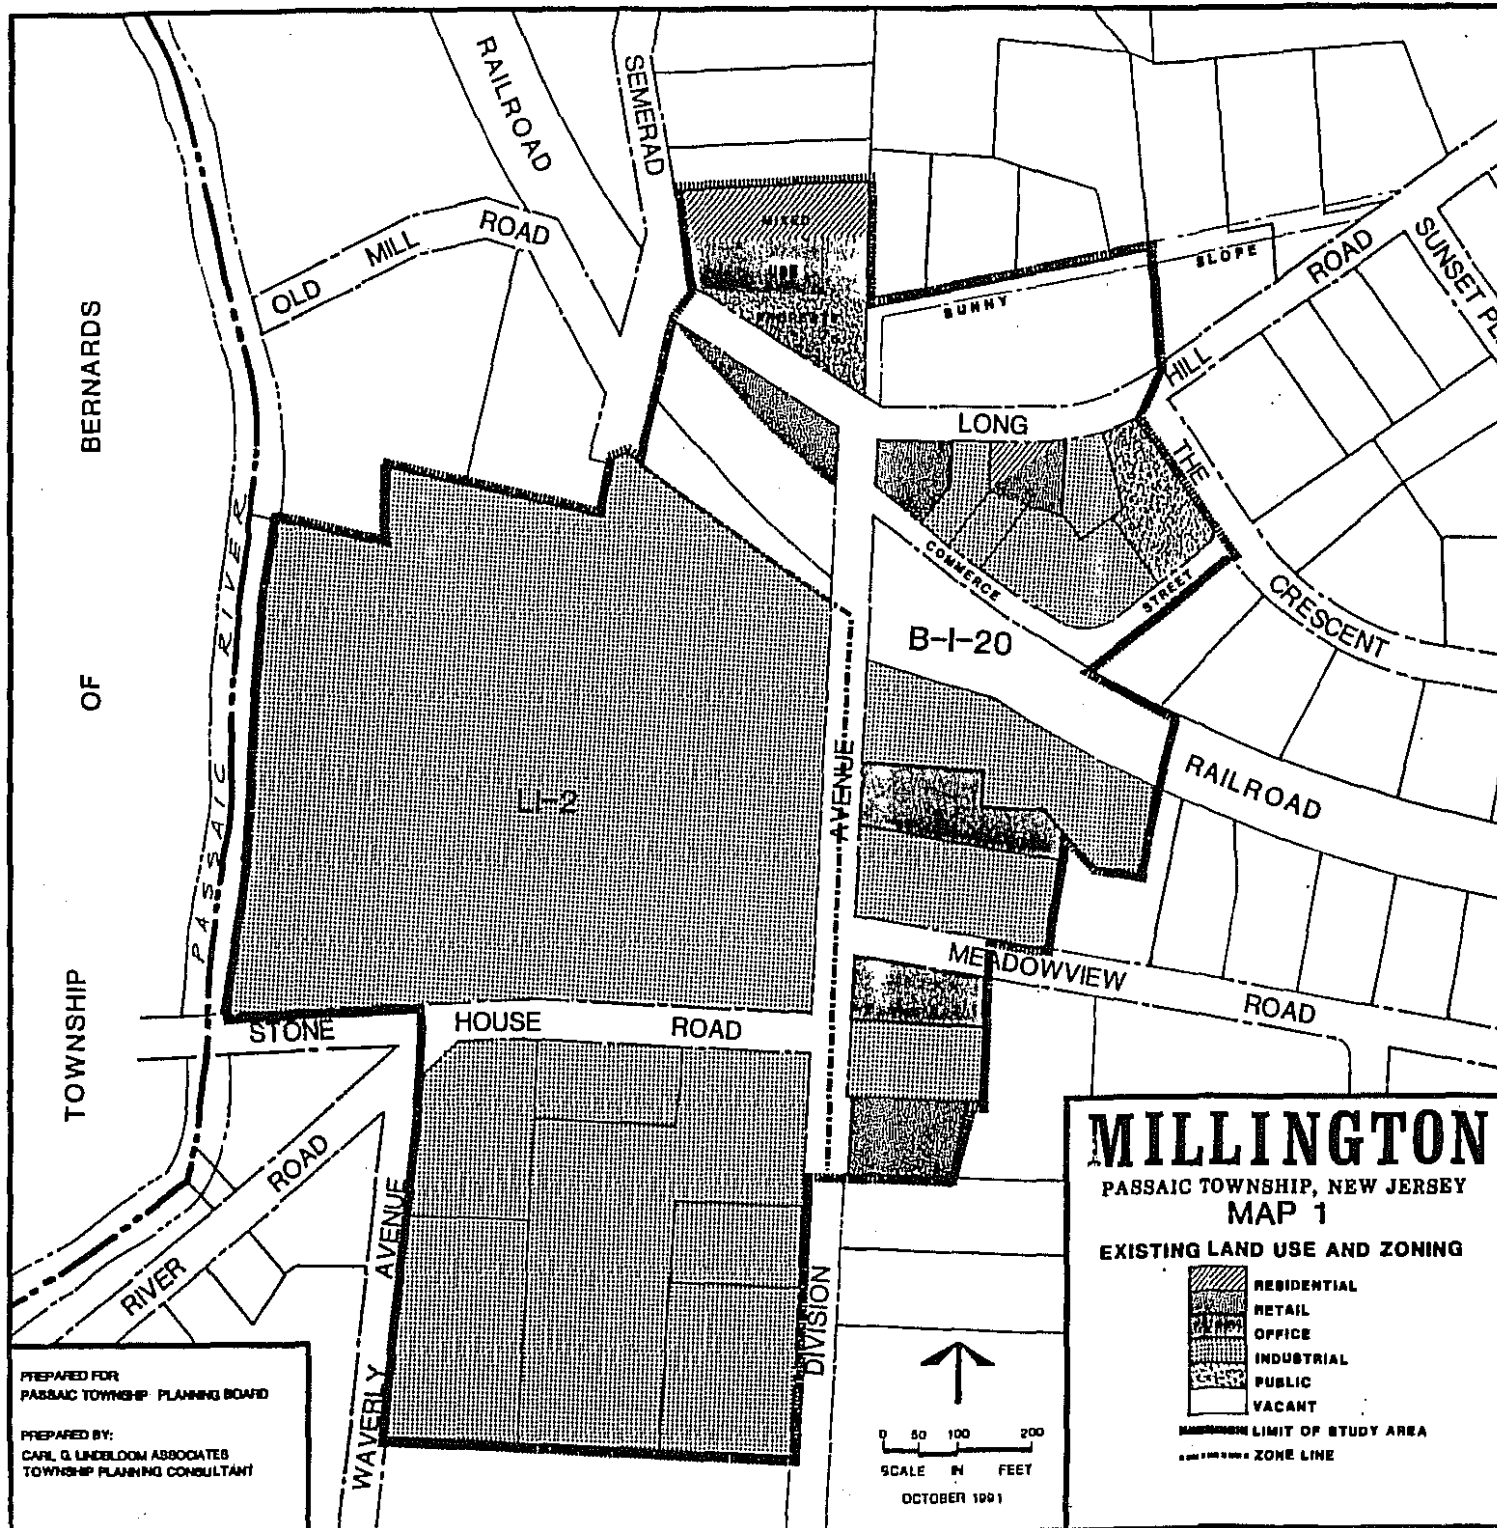 RAILROAD
SEMERAD
OLD MILL ROAD
MIXED
USE
PROPERTY
SUNNY SLOPE
LONG HILL ROAD
SUNSET PL
THE CRESCENT
COMMERCE STREET
BERNARDS
OF
TOWNSHIP
PASSAIC RIVER
B-I-20
LI-2
AVENUE
RAILROAD
MEADOWVIEW ROAD
STONE HOUSE ROAD
RIVER ROAD
WAVERLY AVENUE
DIVISION
MILLINGTON
PASSAIC TOWNSHIP, NEW JERSEY
MAP 1
EXISTING LAND USE AND ZONING
RESIDENTIAL
RETAIL
OFFICE
INDUSTRIAL
PUBLIC
VACANT
LIMIT OF STUDY AREA
ZONE LINE
PREPARED FOR
PASSAIC TOWNSHIP PLANNING BOARD
PREPARED BY:
CARL G. LINDBLOOM ASSOCIATES
TOWNSHIP PLANNING CONSULTANT
0 50 100 200
SCALE IN FEET
OCTOBER 1991